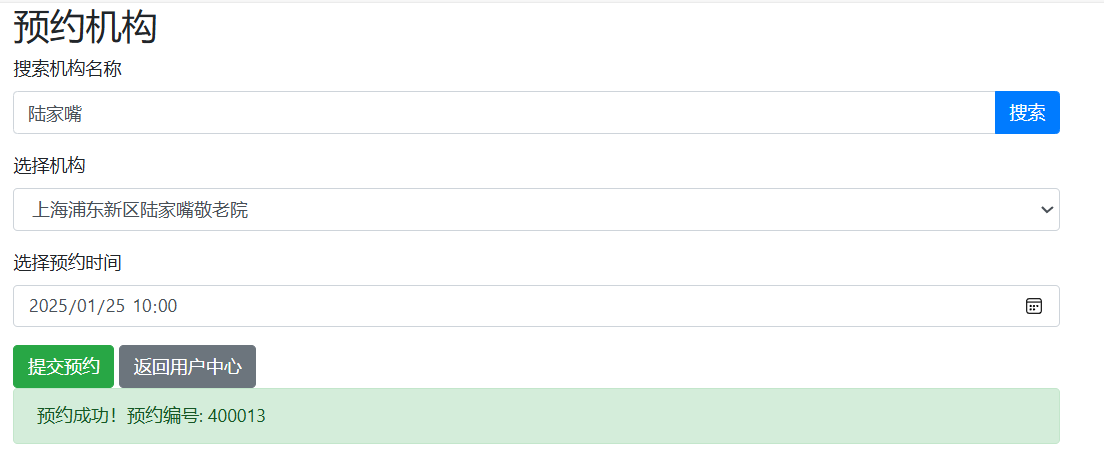 预约机构
搜索机构名称
陆家嘴
搜索
选择机构
上海浦东新区陆家嘴敬老院
选择预约时间
2025/01/25 10:00
提交预约 返回用户中心
预约成功！预约编号: 400013